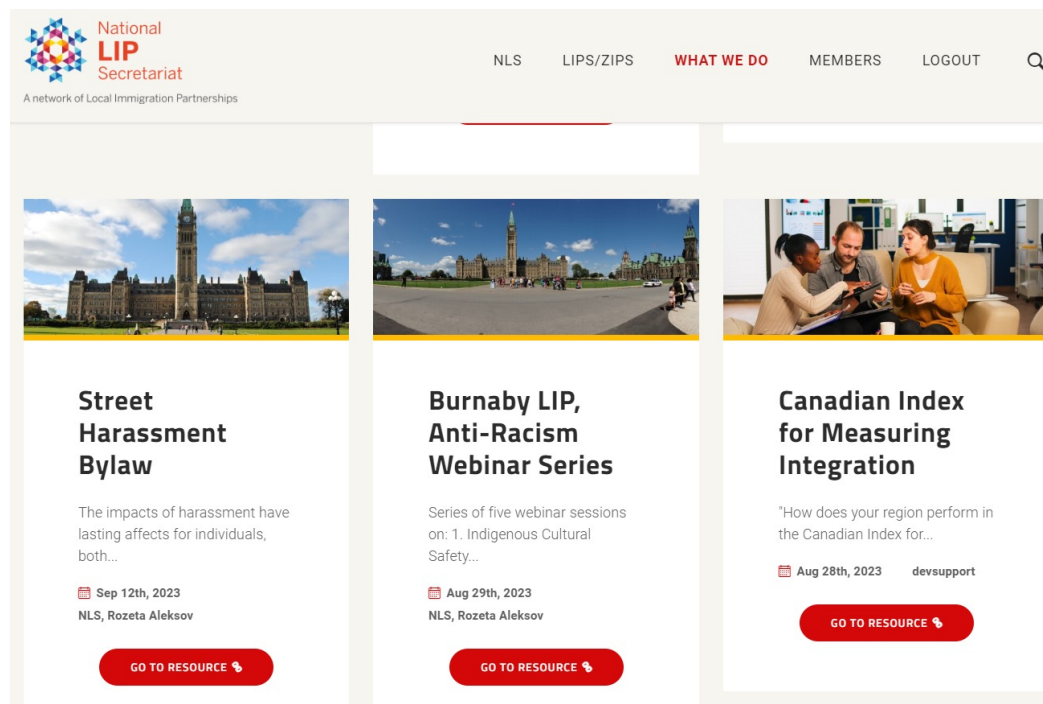 National
LIP
Secretariat
A network of Local Immigration Partnerships
NLS
LIPS/ZIPS
WHAT WE DO
MEMBERS
LOGOUT
Street
Harassment
Bylaw
The impacts of harassment have
lasting affects for individuals,
both...
Sep 12th, 2023
NLS, Rozeta Aleksov
GO TO RESOURCE
Burnaby LIP,
Anti-Racism
Webinar Series
Series of five webinar sessions
on: 1. Indigenous Cultural
Safety...
Aug 29th, 2023
NLS, Rozeta Aleksov
GO TO RESOURCE
Canadian Index
for Measuring
Integration
"How does your region perform in
the Canadian Index for...
Aug 28th, 2023 devsupport
GO TO RESOURCE